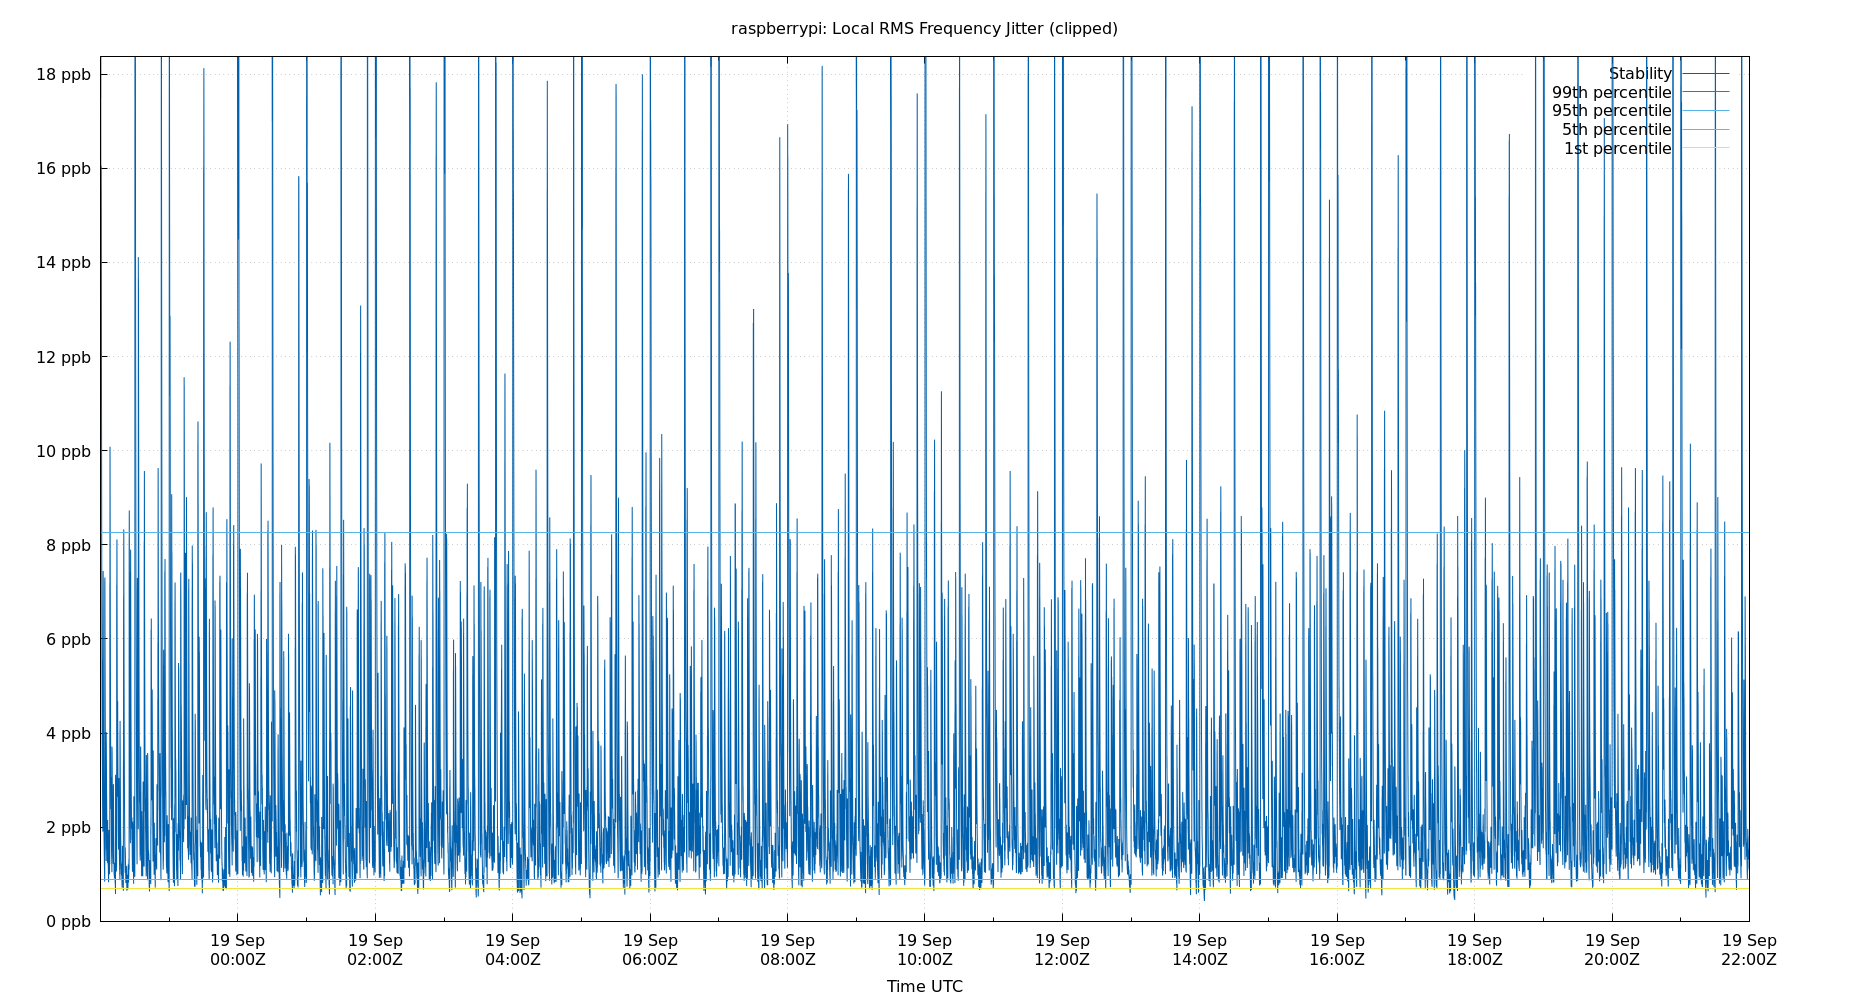 raspberrypi: Local RMS Frequency Jitter (clipped)
18 ppb
16 ppb
14 ppb
12 ppb
10 ppb
8 ppb
6 ppb
4 ppb
2 ppb
0 ppb
Stability
99th percentile
95th percentile
5th percentile
1st percentile
19 Sep 19 Sep 19 Sep 19 Sep 19 Sep 19 Sep 19 Sep 19 Sep 19 Sep 19 Sep 19 Sep 19 Sep
00:00Z 02:00Z 04:00Z 06:00Z 08:00Z 10:00Z 12:00Z 14:00Z 16:00Z 18:00Z 20:00Z 22:00Z
Time UTC